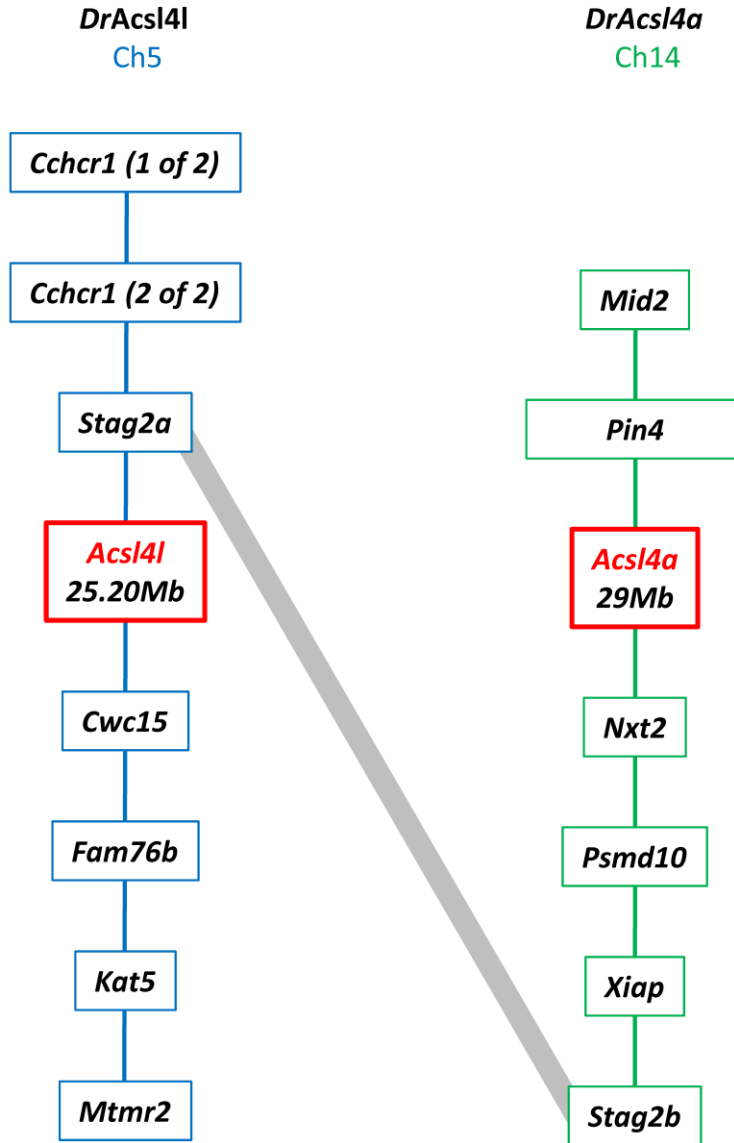 DrAcsl4l
Ch5
Cchcr1 (1 of 2)
Cchcr1 (2 of 2)
Stag2a
Acsl4l
25.20Mb
Cwc15
Fam76b
Kat5
Mtmr2
DrAcsl4a
Ch14
Mid2
Pin4
Acsl4a
29Mb
Nxt2
Psmd10
Xiap
Stag2b